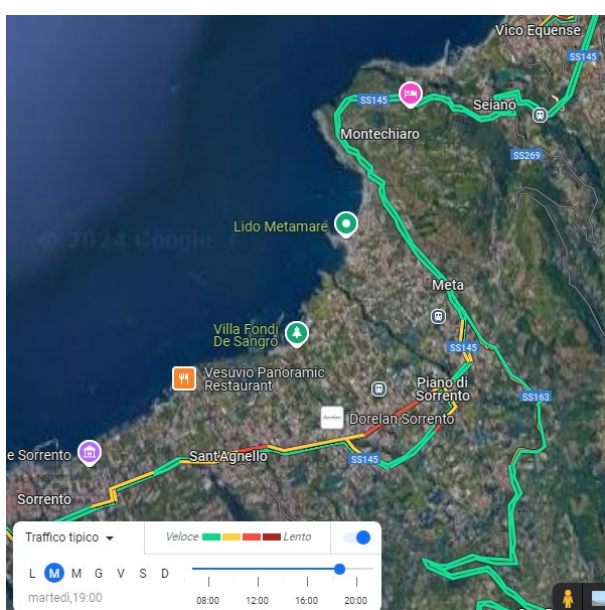 Vico Equense
SS145
SS145
Seiano
Montechiaro
SS269
Lido Metamare
© 2024 Google
Meta
Villa Fondi
De Sangro
SS145
Vesuvio Panoramic
Restaurant
Piano di
Sorrento
SS163
dorelan
Dorelan Sorrento
e Sorrento
Sant'Agnello
SS145
Sorrento
Traffico tipico
Veloce
Lento
L M M G V S D
martedì,19:00
08:00 12:00 16:00 20:00